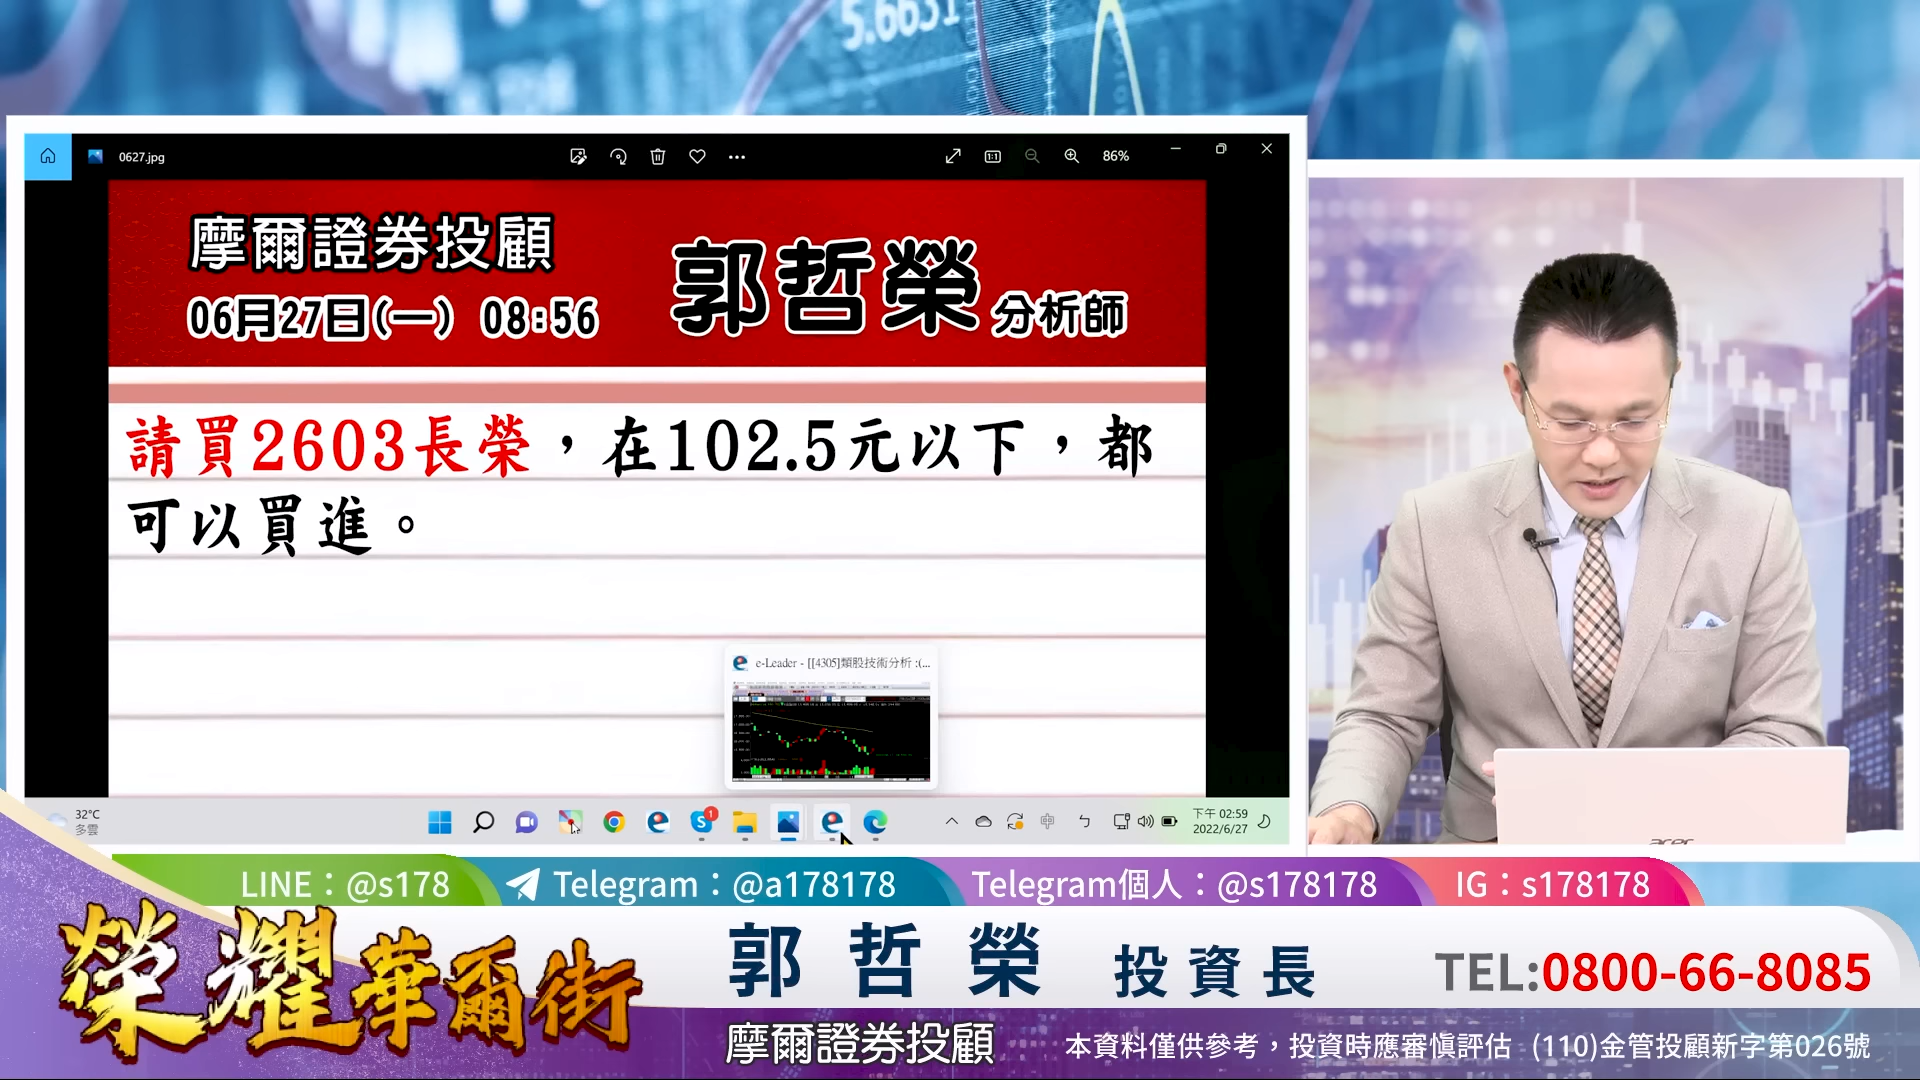 5.6631
0627.jpg
86%
摩爾證券投顧
06月27日(一) 08:56
郭哲榮分析師
請買2603長榮，在102.5元以下，都
可以買進。
e-Leader - [[4305]類股技術分析 :(...
32°C
多雲
1
中
下午 02:59
2022/6/27
acer
LINE：@s178
Telegram：@a178178
Telegram個人：@s178178
IG：s178178
榮耀華爾街
郭哲榮 投資長
TEL:0800-66-8085
摩爾證券投顧
本資料僅供參考，投資時應審慎評估 (110)金管投顧新字第026號